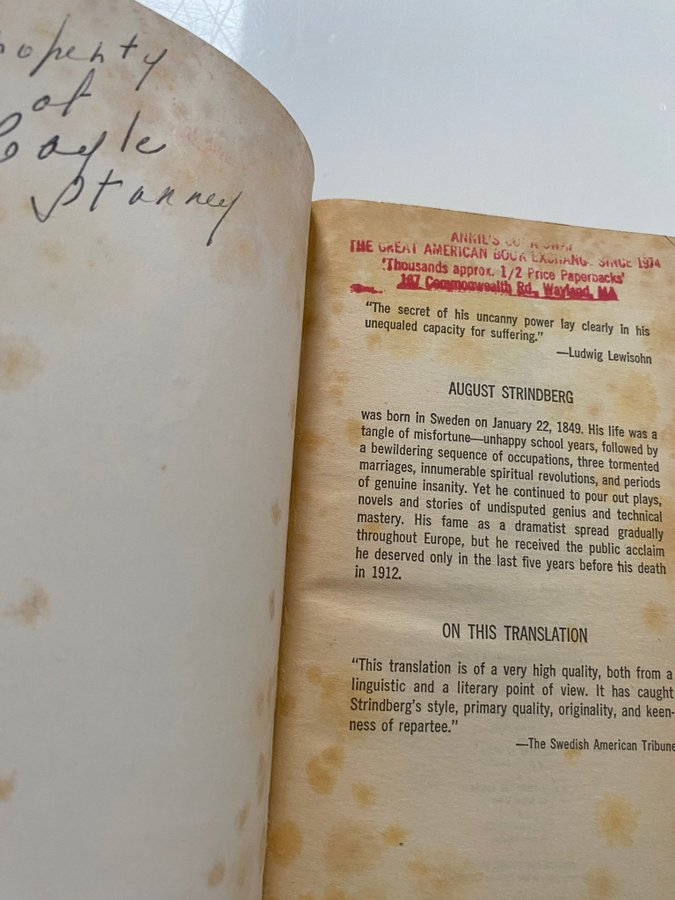 roperty
of
Stanney
ANNIE'S
THE GREAT AMERICAN BOOK EXCHANGE SINCE 1974
'Thousands approx. 1/2 Price Paperbacks'
167 Commonwealth Rd., Wayland, MA
"The secret of his uncanny power lay clearly in his
unequaled capacity for suffering."
—Ludwig Lewisohn
AUGUST STRINDBERG
was born in Sweden on January 22, 1849. His life was a
tangle of misfortune—unhappy school years, followed by
a bewildering sequence of occupations, three tormented
marriages, innumerable spiritual revolutions, and periods
of genuine insanity. Yet he continued to pour out plays,
novels and stories of undisputed genius and technical
mastery. His fame as a dramatist spread gradually
throughout Europe, but he received the public acclaim
he deserved only in the last five years before his death
in 1912.
ON THIS TRANSLATION
"This translation is of a very high quality, both from a
linguistic and a literary point of view. It has caught
Strindberg's style, primary quality, originality, and keen-
ness of repartee."
—The Swedish American Tribune